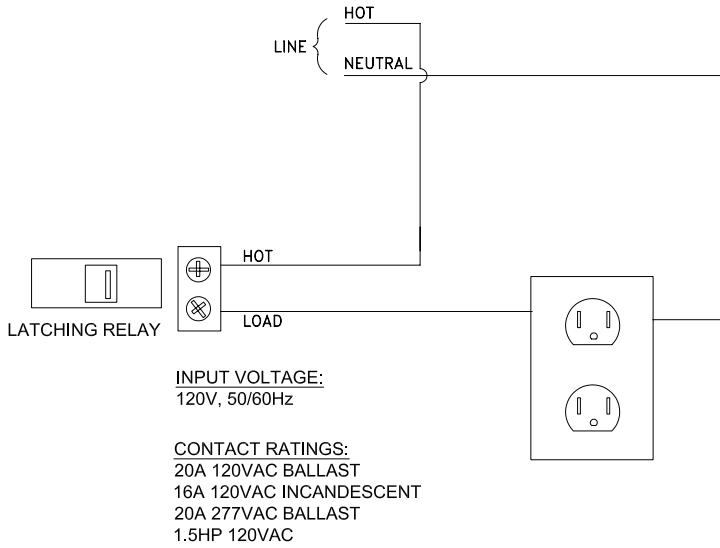 HOT
LINE
NEUTRAL
HOT
LATCHING RELAY
LOAD
INPUT VOLTAGE:
120V, 50/60Hz
CONTACT RATINGS:
20A 120VAC BALLAST
16A 120VAC INCANDESCENT
20A 277VAC BALLAST
1.5HP 120VAC